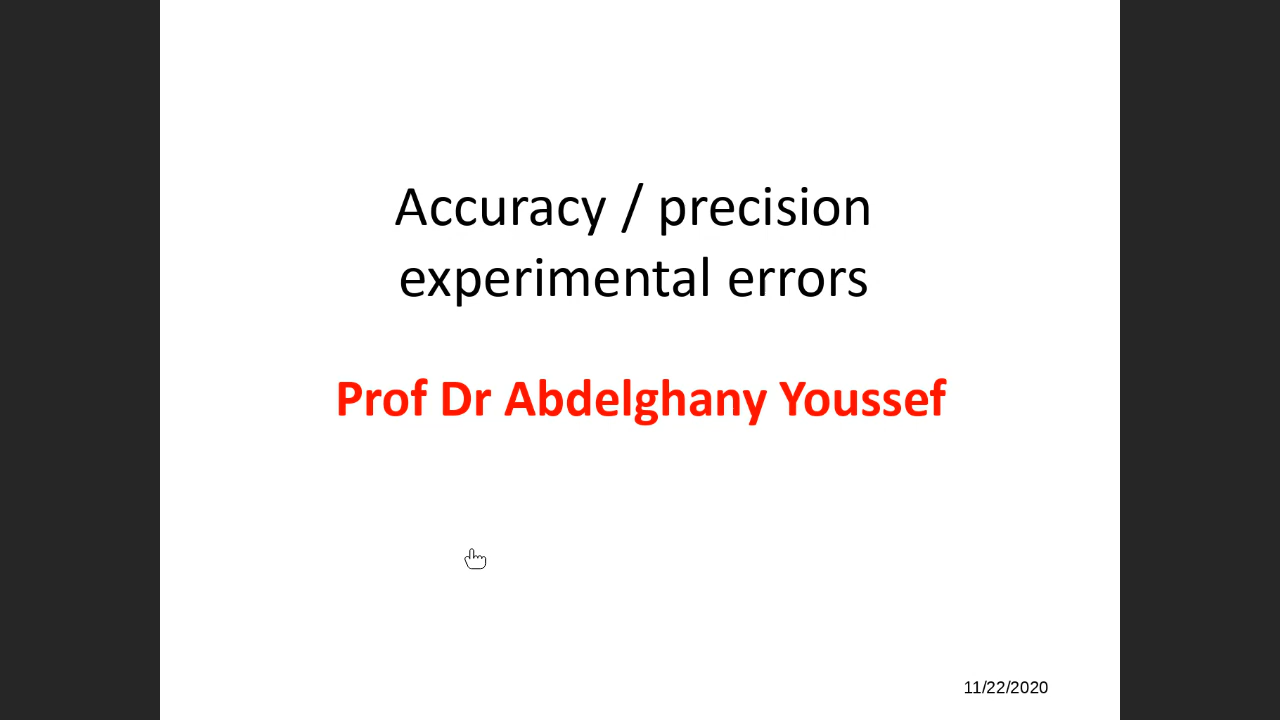 Accuracy / precision
experimental errors
Prof Dr Abdelghany Youssef
11/22/2020